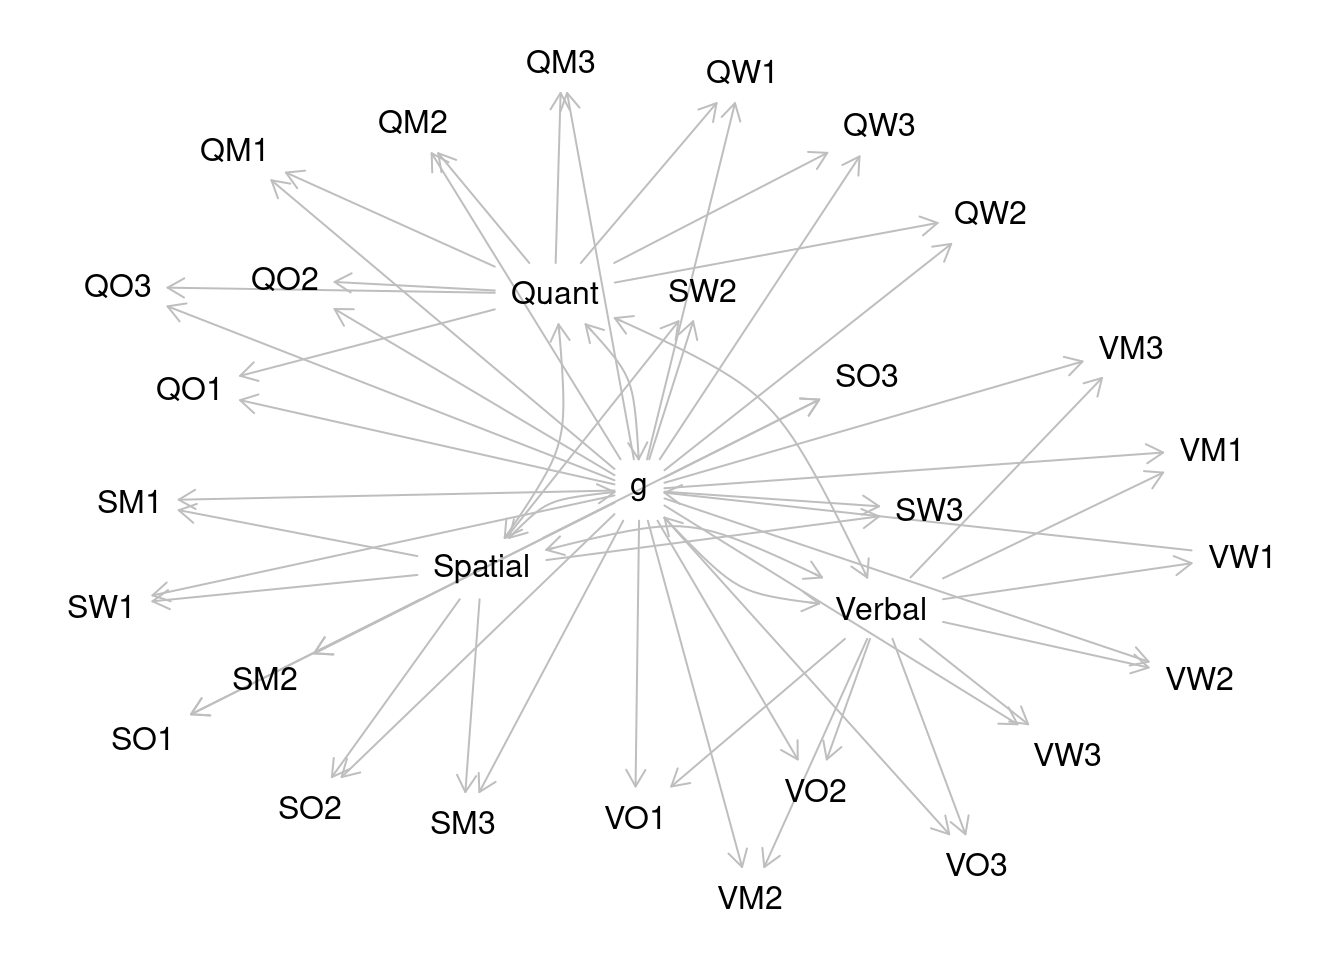 QM3
QW1
QM2
QW3
QM1
QW2
QO3
QO2
Quant
SW2
VM3
SO3
QO1
VM1
g
SM1
SW3
VW1
Spatial
SW1
Verbal
SM2
VW2
SO1
VW3
VO2
SO2
VO1
SM3
VO3
VM2